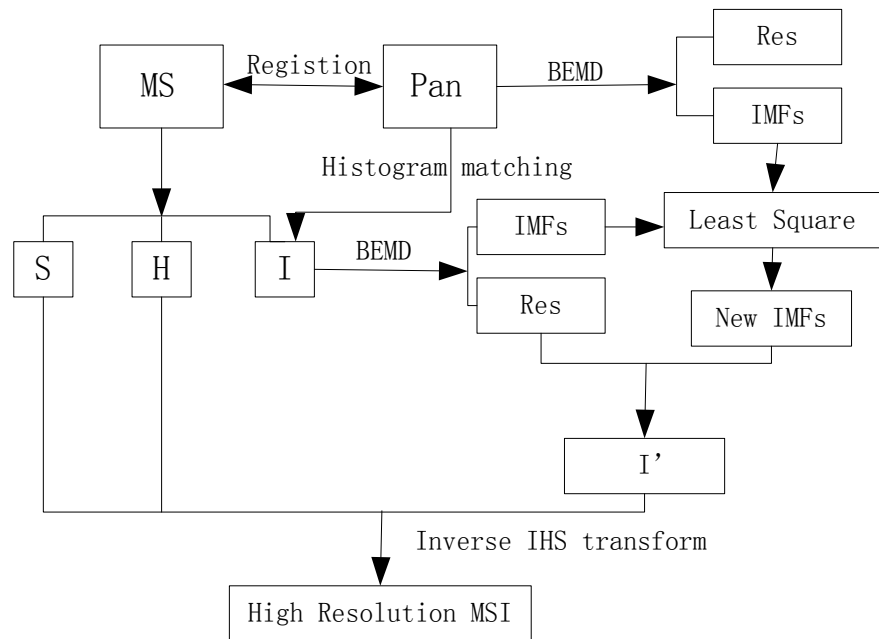 Res
MS
Registion
Pan
BEMD
IMFs
Histogram matching
Least Square
IMFs
S
H
I
BEMD
Res
New IMFs
I’
Inverse IHS transform
High Resolution MSI